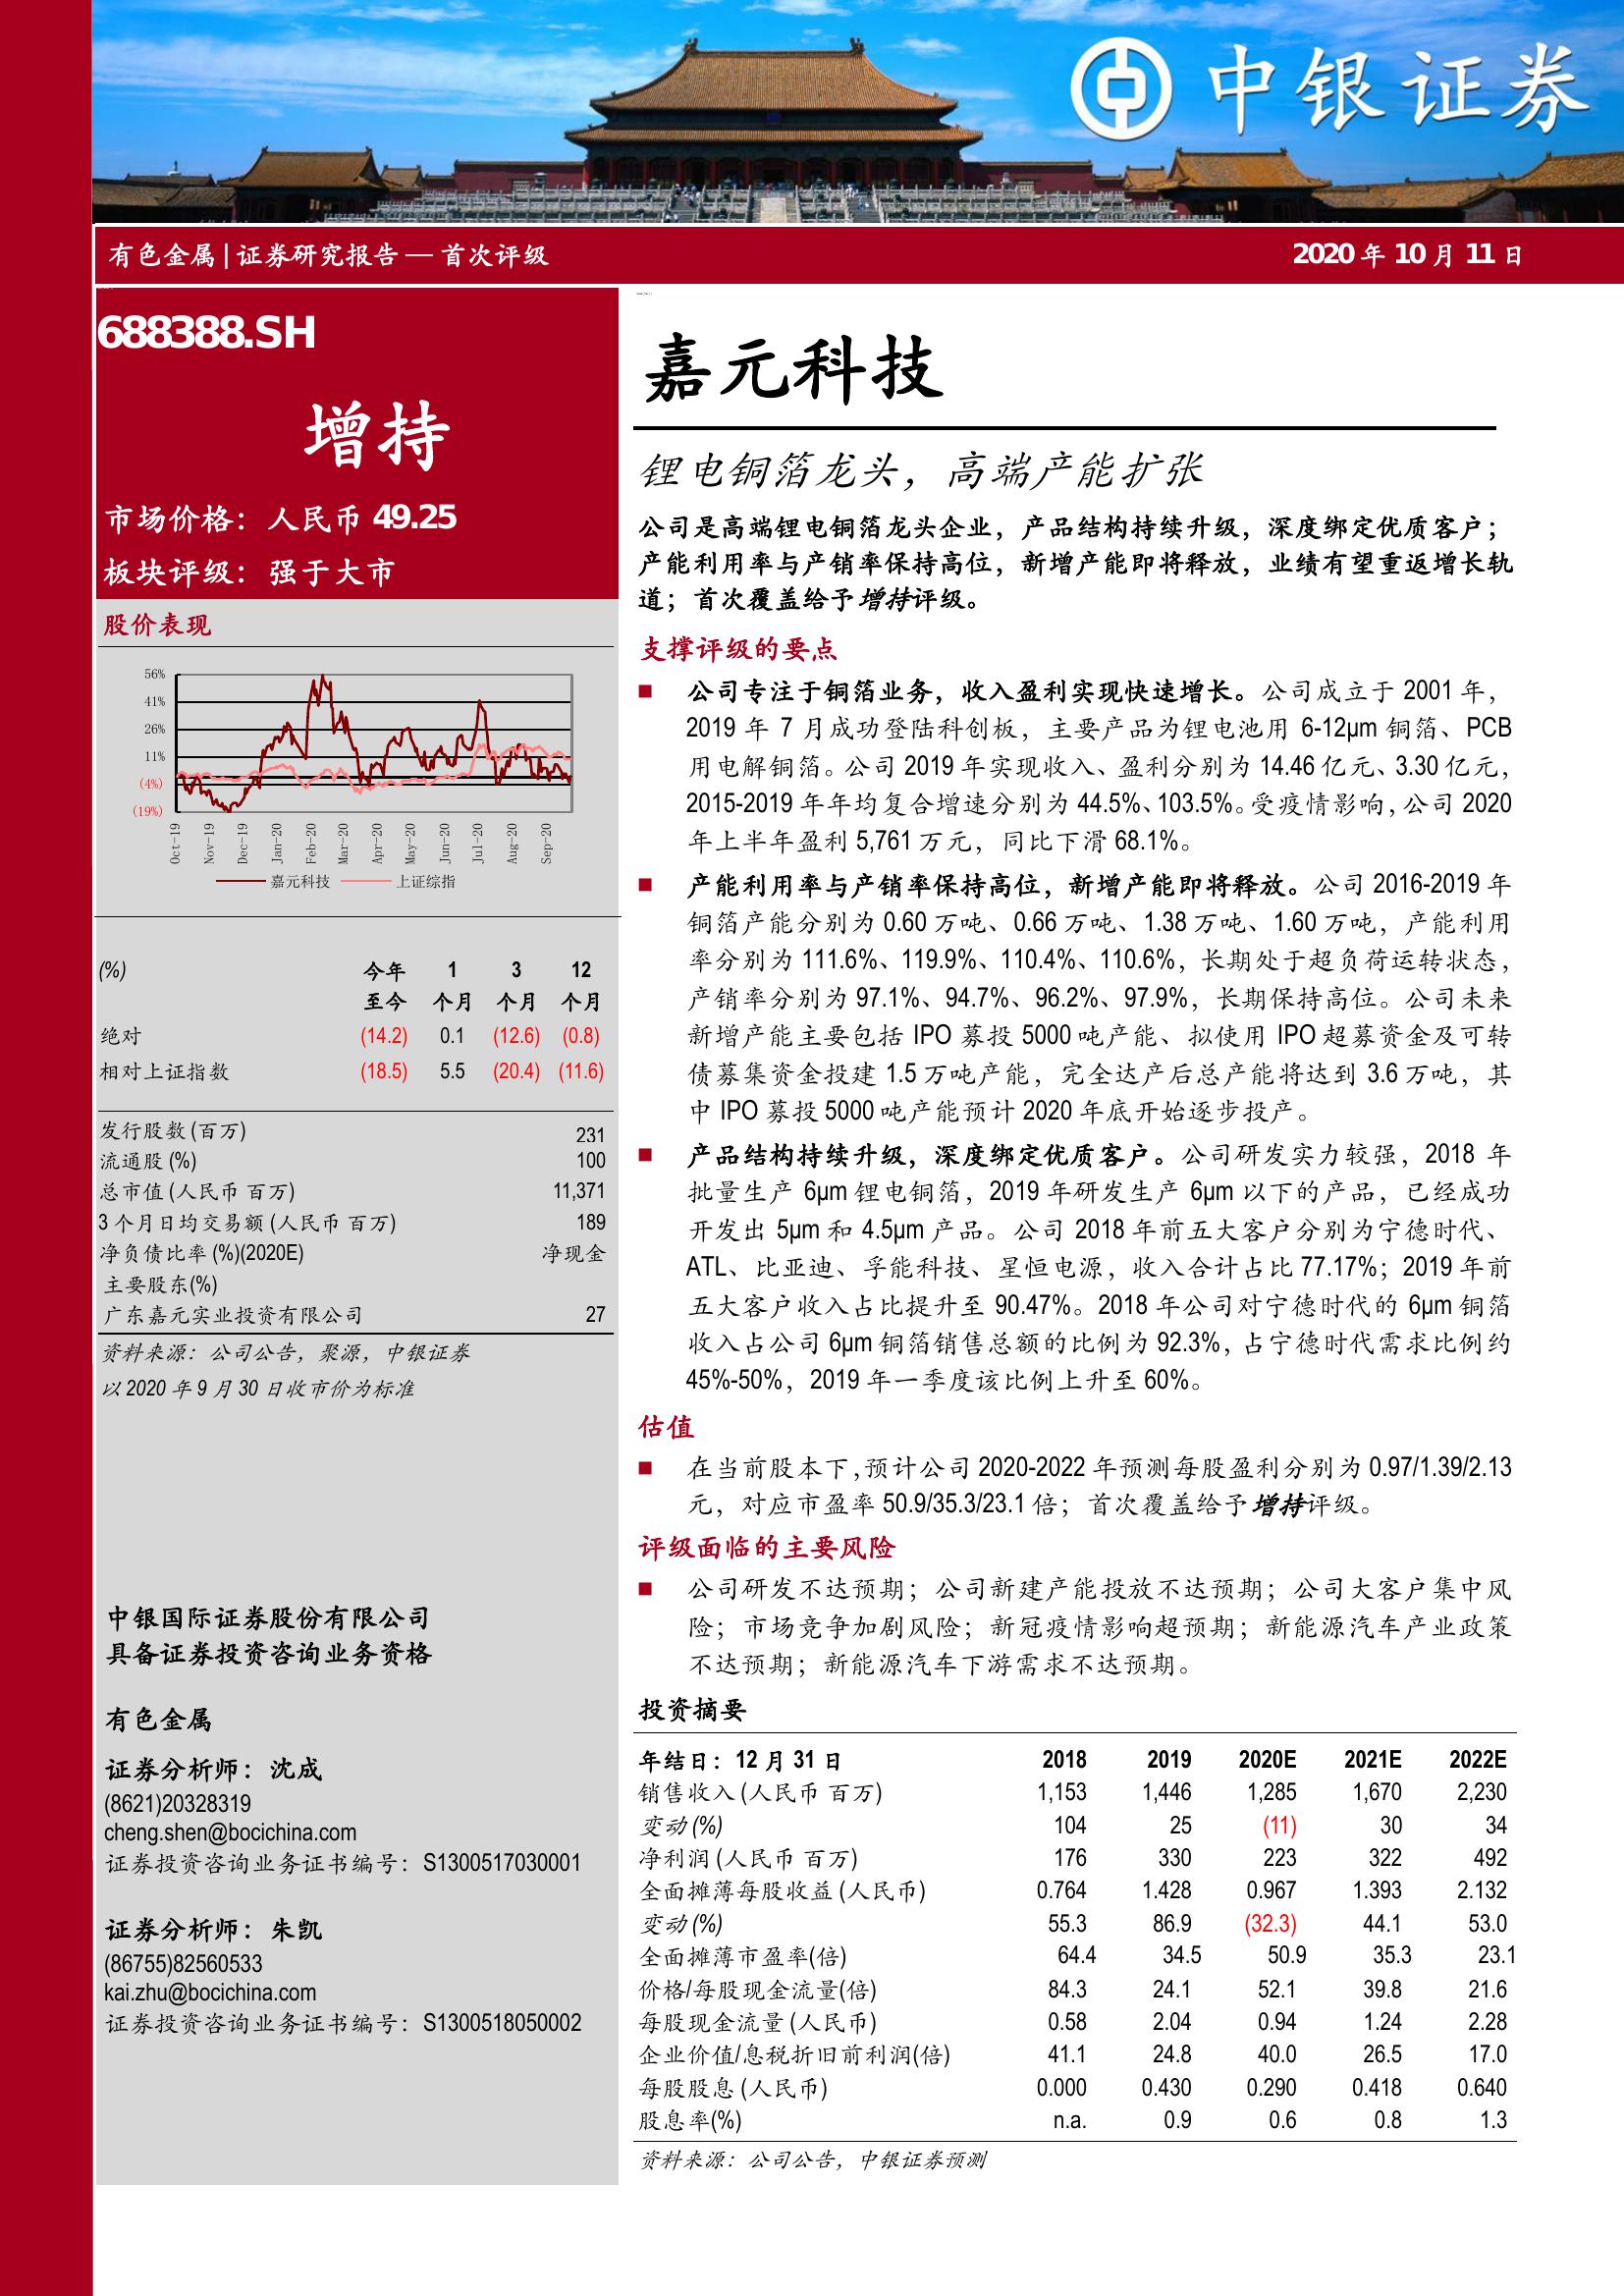 中银证券
有色金属 | 证券研究报告 — 首次评级
2020 年 10 月 11 日
688388.SH
增持
市场价格：人民币 49.25
板块评级：强于大市
股价表现
56%
41%
26%
11%
(4%)
(19%)
Oct-19
Nov-19
Dec-19
Jan-20
Feb-20
Mar-20
Apr-20
May-20
Jun-20
Jul-20
Aug-20
Sep-20
嘉元科技 上证综指
(%) 今年 1 3 12
至今 个月 个月 个月
绝对 (14.2) 0.1 (12.6) (0.8)
相对上证指数 (18.5) 5.5 (20.4) (11.6)
发行股数 (百万) 231
流通股 (%) 100
总市值 (人民币 百万) 11,371
3 个月日均交易额 (人民币 百万) 189
净负债比率 (%)(2020E) 净现金
主要股东(%)
广东嘉元实业投资有限公司 27
资料来源：公司公告，聚源，中银证券
以 2020 年 9 月 30 日收市价为标准
中银国际证券股份有限公司
具备证券投资咨询业务资格
有色金属
证券分析师：沈成
(8621)20328319
cheng.shen@bocichina.com
证券投资咨询业务证书编号：S1300517030001
证券分析师：朱凯
(86755)82560533
kai.zhu@bocichina.com
证券投资咨询业务证书编号：S1300518050002
嘉元科技
锂电铜箔龙头，高端产能扩张
公司是高端锂电铜箔龙头企业，产品结构持续升级，深度绑定优质客户；
产能利用率与产销率保持高位，新增产能即将释放，业绩有望重返增长轨
道；首次覆盖给予增持评级。
支撑评级的要点
■ 公司专注于铜箔业务，收入盈利实现快速增长。公司成立于 2001 年，
2019 年 7 月成功登陆科创板，主要产品为锂电池用 6-12μm 铜箔、PCB
用电解铜箔。公司 2019 年实现收入、盈利分别为 14.46 亿元、3.30 亿元，
2015-2019 年年均复合增速分别为 44.5%、103.5%。受疫情影响，公司 2020
年上半年盈利 5,761 万元，同比下滑 68.1%。
■ 产能利用率与产销率保持高位，新增产能即将释放。公司 2016-2019 年
铜箔产能分别为 0.60 万吨、0.66 万吨、1.38 万吨、1.60 万吨，产能利用
率分别为 111.6%、119.9%、110.4%、110.6%，长期处于超负荷运转状态，
产销率分别为 97.1%、94.7%、96.2%、97.9%，长期保持高位。公司未来
新增产能主要包括 IPO 募投 5000 吨产能、拟使用 IPO 超募资金及可转
债募集资金投建 1.5 万吨产能，完全达产后总产能将达到 3.6 万吨，其
中 IPO 募投 5000 吨产能预计 2020 年底开始逐步投产。
■ 产品结构持续升级，深度绑定优质客户。公司研发实力较强，2018 年
批量生产 6μm 锂电铜箔，2019 年研发生产 6μm 以下的产品，已经成功
开发出 5μm 和 4.5μm 产品。公司 2018 年前五大客户分别为宁德时代、
ATL、比亚迪、孚能科技、星恒电源，收入合计占比 77.17%；2019 年前
五大客户收入占比提升至 90.47%。2018 年公司对宁德时代的 6μm 铜箔
收入占公司 6μm 铜箔销售总额的比例为 92.3%，占宁德时代需求比例约
45%-50%，2019 年一季度该比例上升至 60%。
估值
■ 在当前股本下，预计公司 2020-2022 年预测每股盈利分别为 0.97/1.39/2.13
元，对应市盈率 50.9/35.3/23.1 倍；首次覆盖给予增持评级。
评级面临的主要风险
■ 公司研发不达预期；公司新建产能投放不达预期；公司大客户集中风
险；市场竞争加剧风险；新冠疫情影响超预期；新能源汽车产业政策
不达预期；新能源汽车下游需求不达预期。
投资摘要
年结日：12 月 31 日 2018 2019 2020E 2021E 2022E
销售收入 (人民币 百万) 1,153 1,446 1,285 1,670 2,230
变动 (%) 104 25 (11) 30 34
净利润 (人民币 百万) 176 330 223 322 492
全面摊薄每股收益 (人民币) 0.764 1.428 0.967 1.393 2.132
变动 (%) 55.3 86.9 (32.3) 44.1 53.0
全面摊薄市盈率(倍) 64.4 34.5 50.9 35.3 23.1
价格/每股现金流量(倍) 84.3 24.1 52.1 39.8 21.6
每股现金流量 (人民币) 0.58 2.04 0.94 1.24 2.28
企业价值/息税折旧前利润(倍) 41.1 24.8 40.0 26.5 17.0
每股股息 (人民币) 0.000 0.430 0.290 0.418 0.640
股息率(%) n.a. 0.9 0.6 0.8 1.3
资料来源：公司公告，中银证券预测